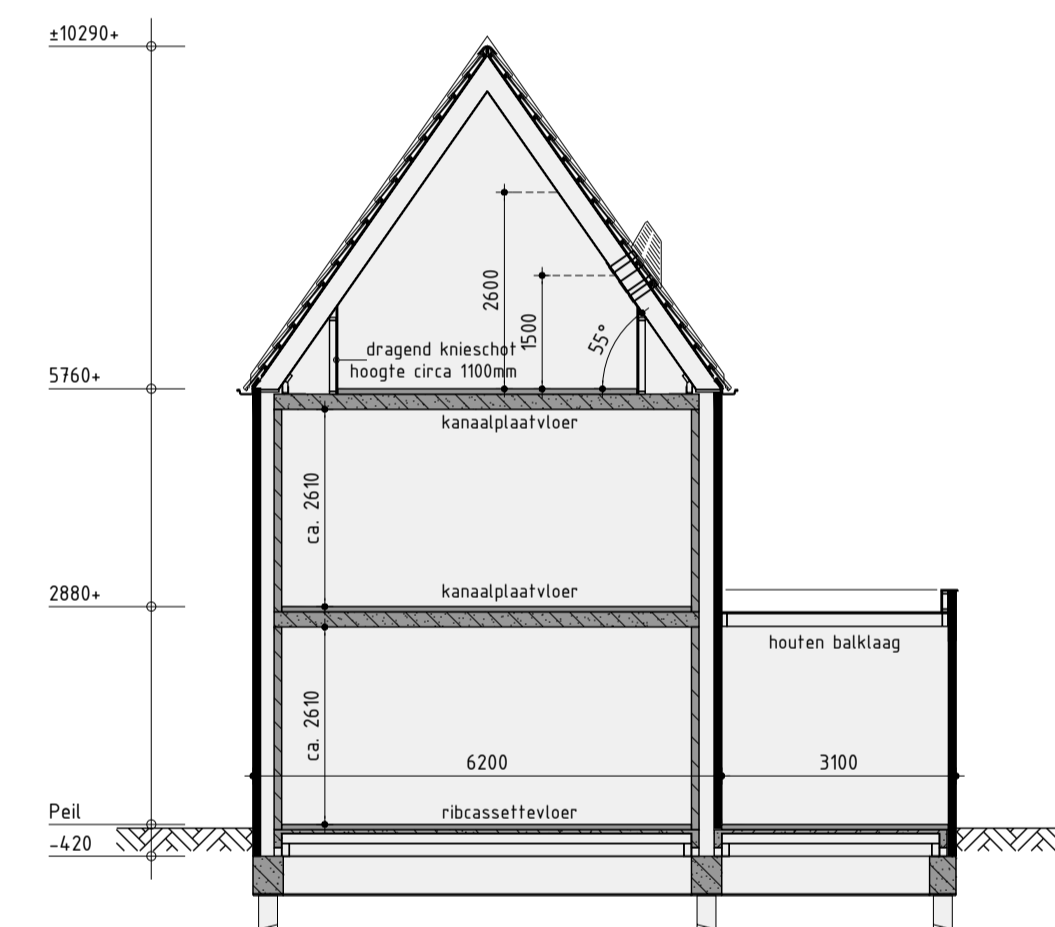 ±10290+
2600
1500
55°
dragend knieschot
hoogte circa 1100mm
5760+
kanaalplaatvloer
ca. 2610
kanaalplaatvloer
2880+
houten balklaag
ca. 2610
6200
3100
Peil
ribcassettevloer
-420